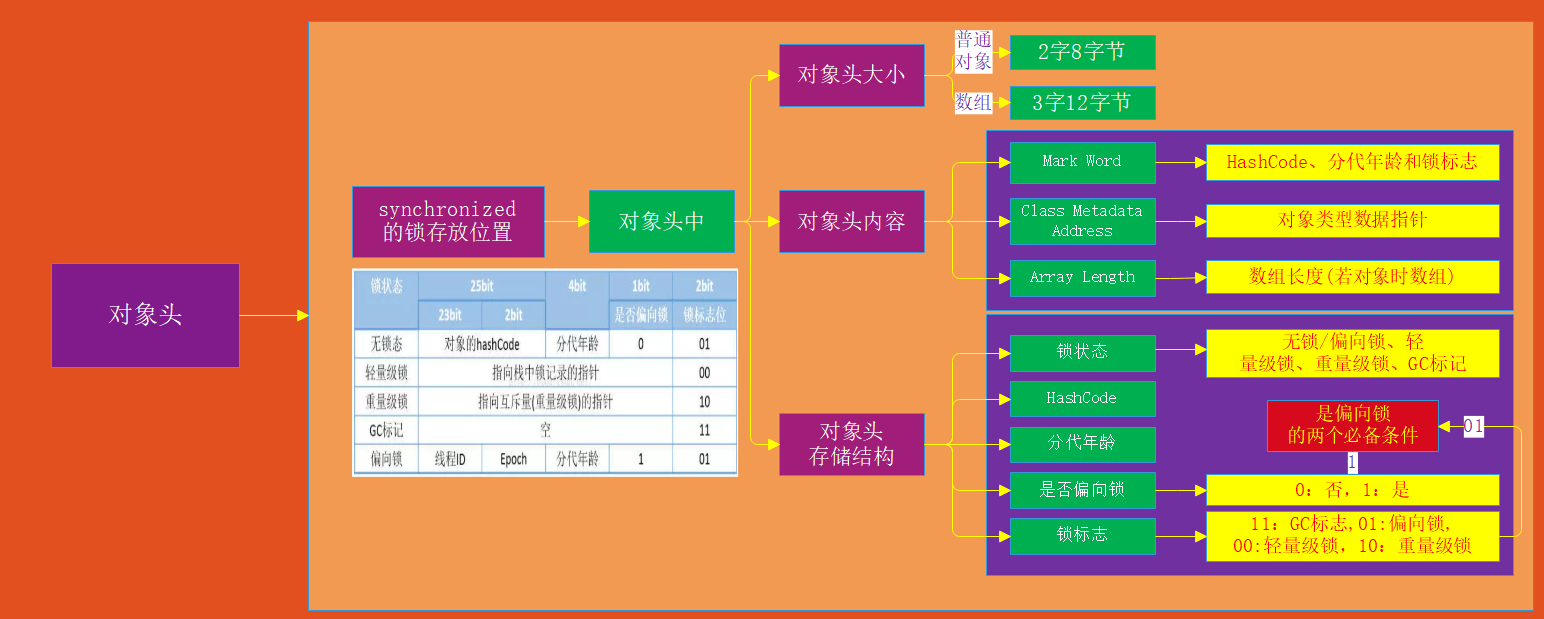 对象头
synchronized
的锁存放位置
对象头中
锁状态 25bit 4bit 1bit 2bit
23bit 2bit 是否偏向锁 锁标志位
无锁态 对象的hashCode 分代年龄 0 01
轻量级锁 指向栈中锁记录的指针 00
重量级锁 指向互斥量(重量级锁)的指针 10
GC标记 空 11
偏向锁 线程ID Epoch 分代年龄 1 01
对象头大小
普通
对象
2字8字节
数组
3字12字节
对象头内容
Mark Word
HashCode、分代年龄和锁标志
Class Metadata
Address
对象类型数据指针
Array Length
数组长度(若对象时数组)
对象头
存储结构
锁状态
无锁/偏向锁、轻
量级锁、重量级锁、GC标记
HashCode
分代年龄
是偏向锁
的两个必备条件
01
1
是否偏向锁
0: 否, 1: 是
锁标志
11: GC标志,01:偏向锁,
00:轻量级锁, 10: 重量级锁